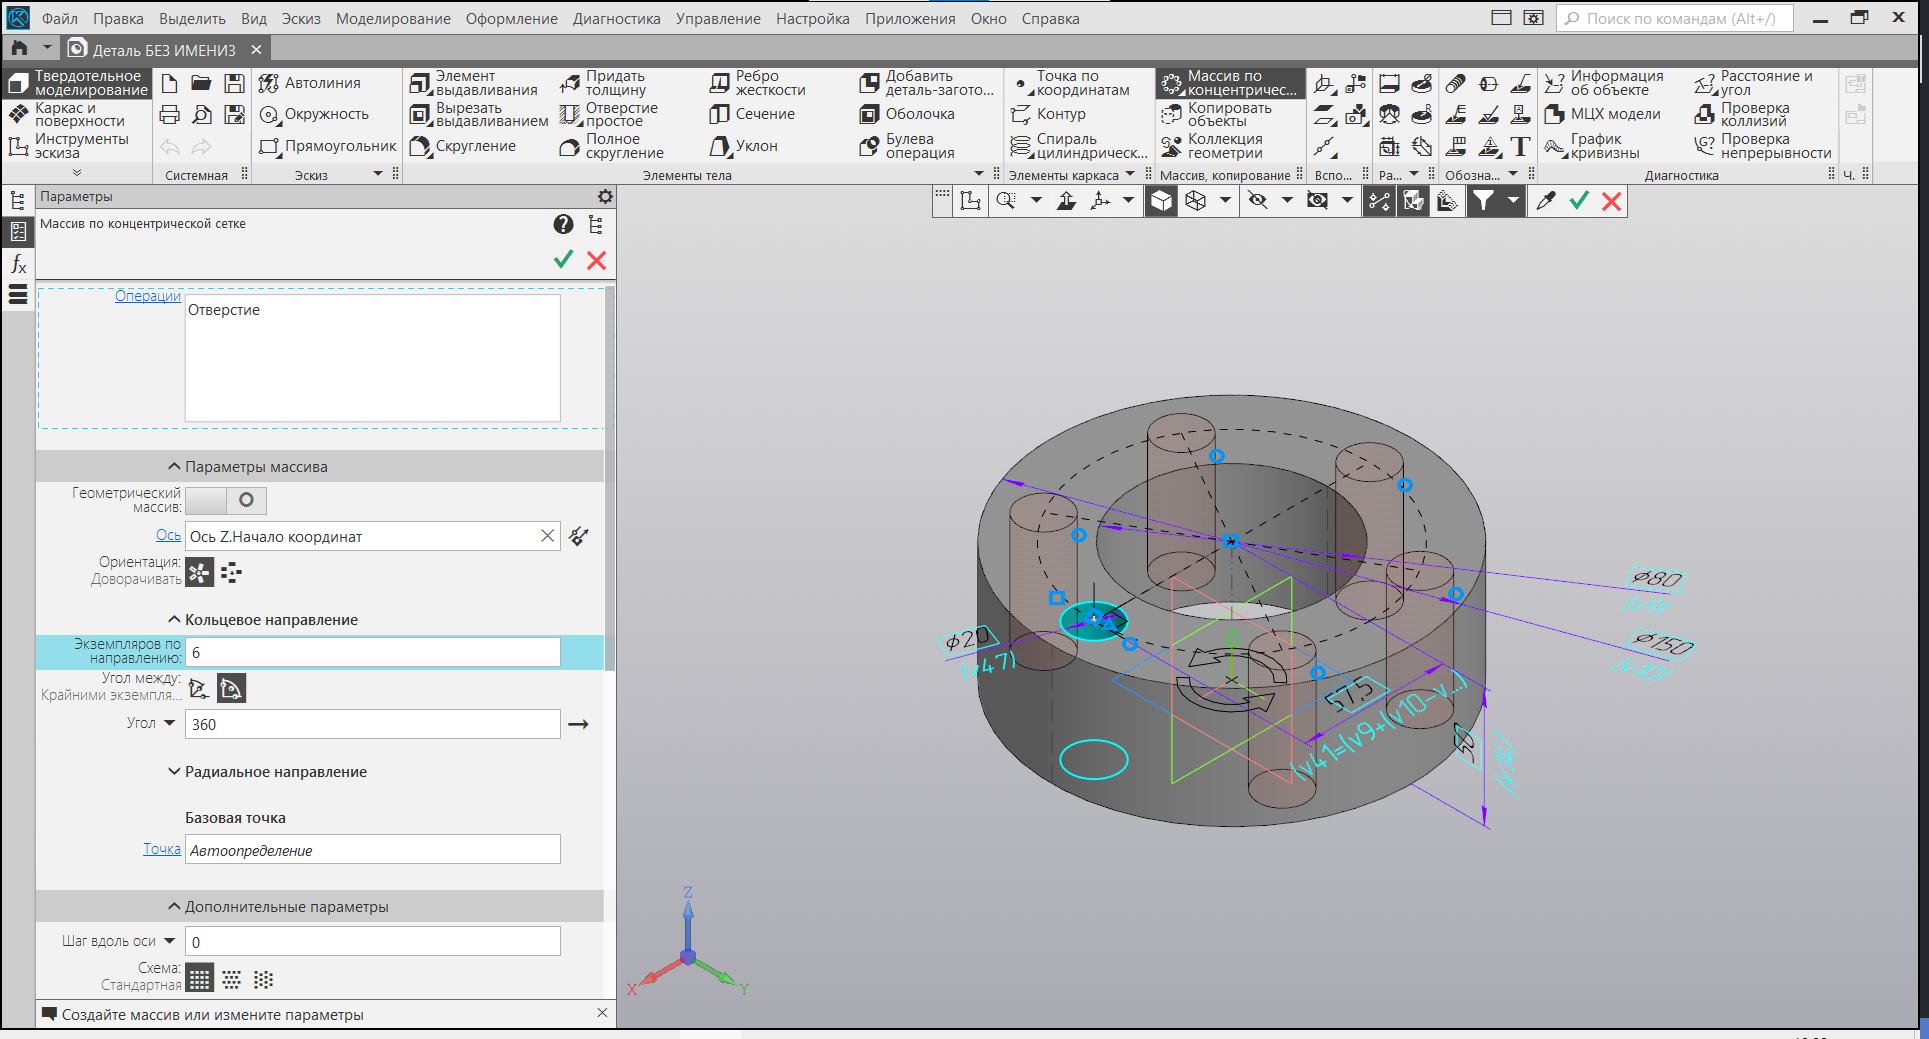 Файл Правка Выделить Вид Эскиз Моделирование Оформление Диагностика Управление Настройка Приложения Окно Справка
Поиск по командам (Alt+/)
Деталь БЕЗ ИМЕНИ3
Твердотельное
моделирование
Каркас и
поверхности
Инструменты
эскиза
Системная
Автолиния
Окружность
Прямоугольник
Эскиз
Элемент
выдавливания
Вырезать
выдавливанием
Скругление
Придать
толщину
Отверстие
простое
Полное
скругление
Ребро
жесткости
Сечение
Уклон
Добавить
деталь-загото...
Оболочка
Булева
операция
Элементы тела
Точка по
координатам
Контур
Спираль
цилиндрическ...
Элементы каркаса
Массив по
концентричес...
Копировать
объекты
Коллекция
геометрии
Массив, копирование
Вспо...
Ра...
Обозна...
Информация
об объекте
МЦХ модели
График
кривизны
Расстояние и
угол
Проверка
коллизий
Проверка
непрерывности
Диагностика
Ч.
Параметры
Массив по концентрической сетке
Операции
Отверстие
Параметры массива
Геометрический
массив:
Ось
Ось Z.Начало координат
Ориентация:
Доворачивать
Кольцевое направление
Экземпляров по
направлению:
6
Угол между:
Крайними экземпля...
Угол
360
Радиальное направление
Базовая точка
Точка
Автоопределение
Дополнительные параметры
Шаг вдоль оси
0
Схема:
Стандартная
Создайте массив или измените параметры
⌀80
⌀150
⌀20
(v47)
57,5
(v41=(v9+(v10-v...)
Z
X
Y